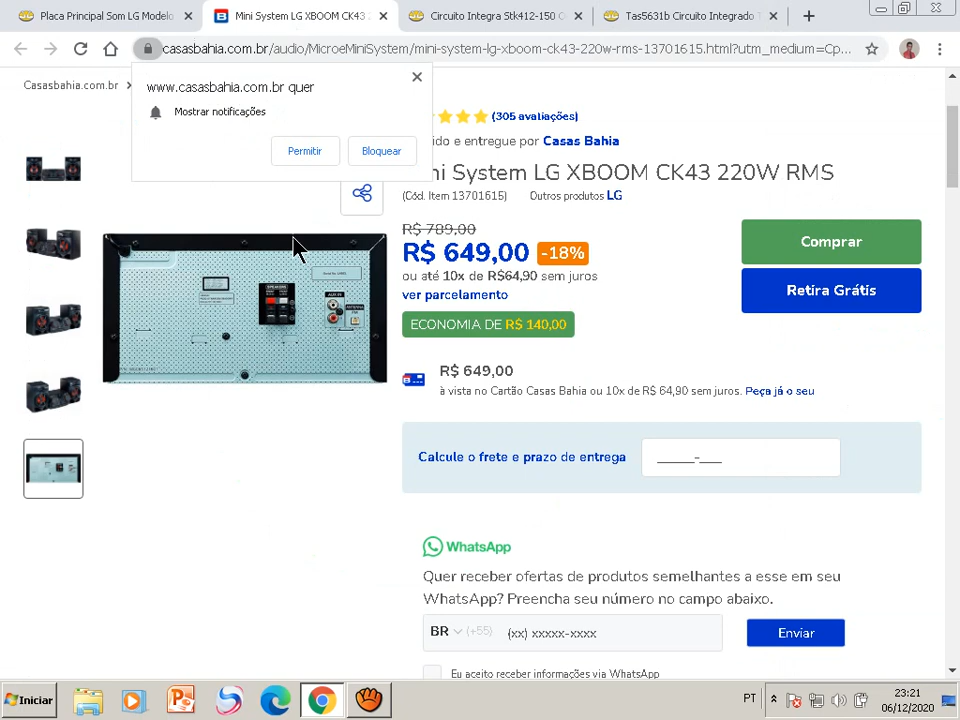 Placa Principal Som LG Modelo
Mini System LG XBOOM CK43
Circuito Integra Stk412-150 C
Tas5631b Circuito Integrado T
casasbahia.com.br/audio/MicroeMiniSystem/mini-system-lg-xboom-ck43-220w-rms-13701615.html?utm_medium=Cp...
Casasbahia.com.br
www.casasbahia.com.br quer
Mostrar notificações
Permitir
Bloquear
(305 avaliações)
ido e entregue por Casas Bahia
ni System LG XBOOM CK43 220W RMS
(Cód. Item 13701615) Outros produtos LG
R$ 789,00
R$ 649,00 -18%
ou até 10x de R$64,90 sem juros
ver parcelamento
ECONOMIA DE R$ 140,00
Comprar
Retira Grátis
SPEAKERS
AUX IN
ANTENNA
R$ 649,00
à vista no Cartão Casas Bahia ou 10x de R$ 64,90 sem juros. Peça já o seu
Calcule o frete e prazo de entrega
_____-___
WhatsApp
Quer receber ofertas de produtos semelhantes a esse em seu
WhatsApp? Preencha seu número no campo abaixo.
BR (+55) (xx) xxxxx-xxxx
Enviar
Eu aceito receber informações via WhatsApp
Iniciar
PT
23:21
06/12/2020